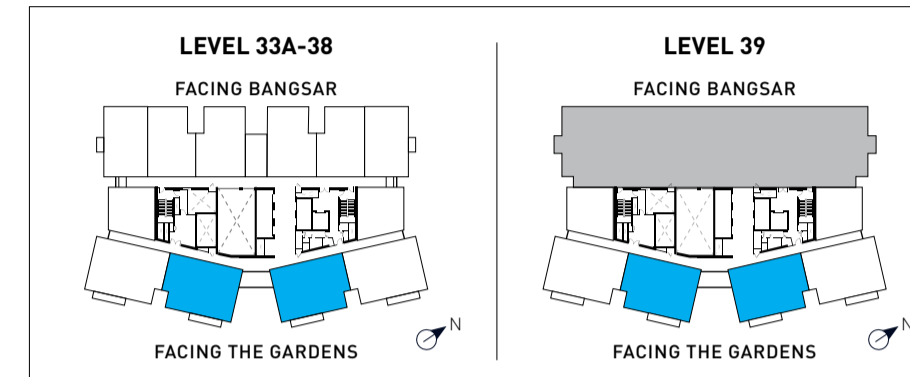 LEVEL 33A-38
FACING BANGSAR
N
FACING THE GARDENS
LEVEL 39
FACING BANGSAR
N
FACING THE GARDENS